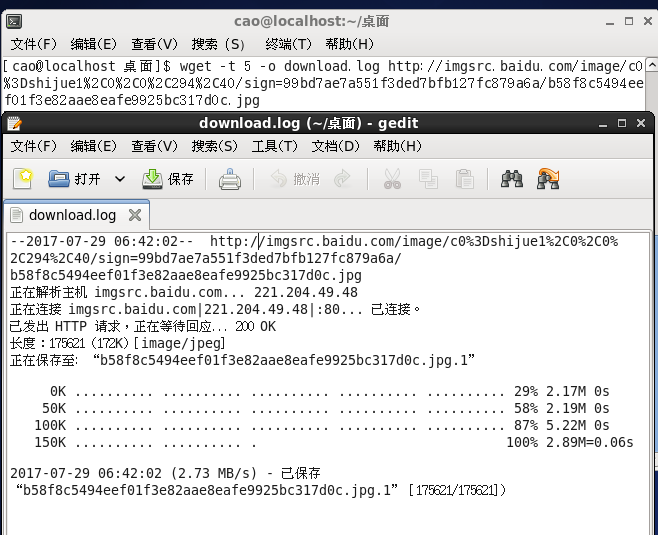 cao@localhost:~/桌面
文件(F) 编辑(E) 查看(V) 搜索 (S) 终端(T) 帮助(H)
[cao@localhost 桌面]$ wget -t 5 -o download.log http://imgsrc.baidu.com/image/c0
%3Dshijue1%2C0%2C0%2C294%2C40/sign=99bd7ae7a551f3ded7bfb127fc879a6a/b58f8c5494ee
f01f3e82aae8eafe9925bc317d0c.jpg
download.log (~/桌面) - gedit
文件(F) 编辑(E) 查看(V) 搜索(S) 工具(T) 文档(D) 帮助(H)
打开 保存 撤消
download.log
--2017-07-29 06:42:02--  http://imgsrc.baidu.com/image/c0%3Dshijue1%2C0%2C0%
2C294%2C40/sign=99bd7ae7a551f3ded7bfb127fc879a6a/
b58f8c5494eef01f3e82aae8eafe9925bc317d0c.jpg
正在解析主机 imgsrc.baidu.com... 221.204.49.48
正在连接 imgsrc.baidu.com|221.204.49.48|:80... 已连接。
已发出 HTTP 请求，正在等待回应... 200 OK
长度：175621 (172K) [image/jpeg]
正在保存至: “b58f8c5494eef01f3e82aae8eafe9925bc317d0c.jpg.1”
0K .......... .......... .......... .......... .......... 29% 2.17M 0s
50K .......... .......... .......... .......... .......... 58% 2.19M 0s
100K .......... .......... .......... .......... .......... 87% 5.22M 0s
150K .......... .......... . 100% 2.89M=0.06s
2017-07-29 06:42:02 (2.73 MB/s) - 已保存
“b58f8c5494eef01f3e82aae8eafe9925bc317d0c.jpg.1” [175621/175621])